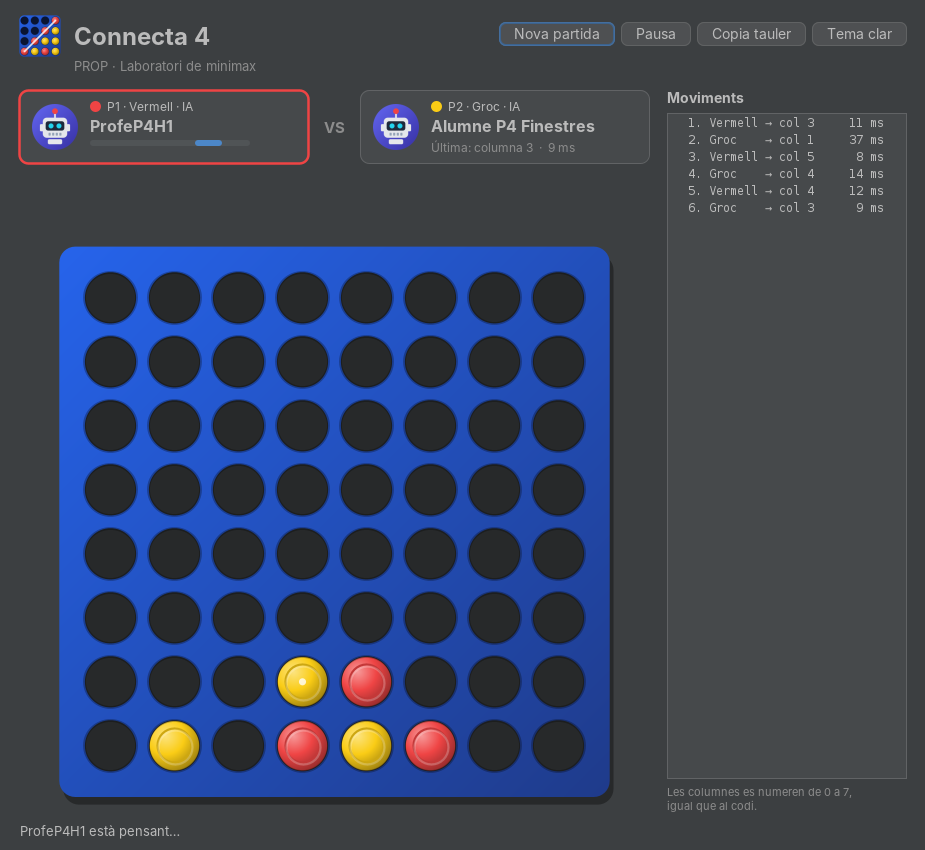 Connecta 4
PROP · Laboratori de minimax
Nova partida
Pausa
Copia tauler
Tema clar
P1 · Vermell · IA
ProfeP4H1
VS
P2 · Groc · IA
Alumne P4 Finestres
Última: columna 3 · 9 ms
Moviments
1. Vermell → col 3 11 ms
2. Groc → col 1 37 ms
3. Vermell → col 5 8 ms
4. Groc → col 4 14 ms
5. Vermell → col 4 12 ms
6. Groc → col 3 9 ms
Les columnes es numeren de 0 a 7,
igual que al codi.
ProfeP4H1 està pensant...